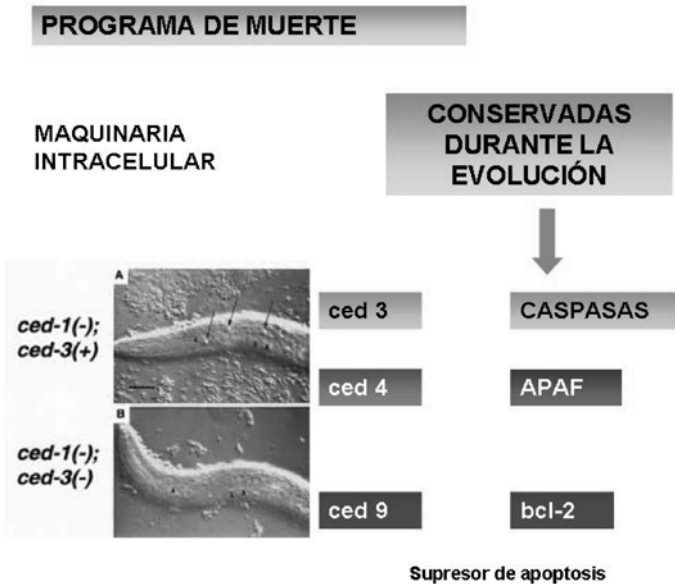 PROGRAMA DE MUERTE
MAQUINARIA
INTRACELULAR
CONSERVADAS
DURANTE LA
EVOLUCIÓN
A
ced-1(-);
ced-3(+)
ced 3
CASPASAS
ced 4
APAF
B
ced-1(-);
ced-3(-)
ced 9
bcl-2
Supresor de apoptosis